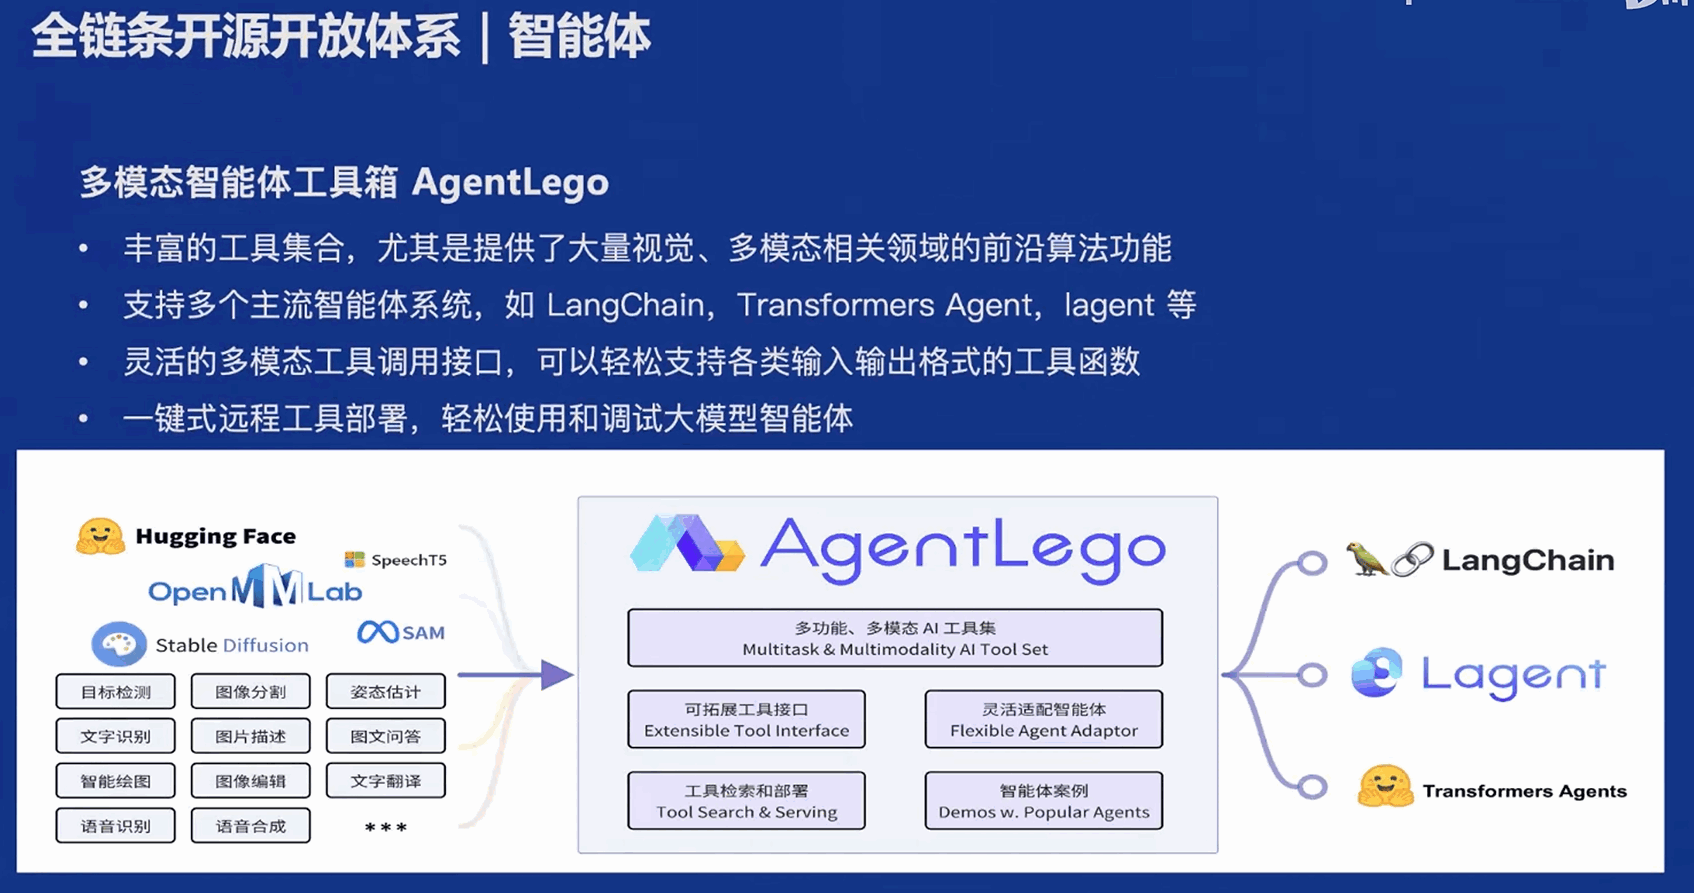 全链条开源开放体系 | 智能体
多模态智能体工具箱 AgentLego
• 丰富的工具集合，尤其是提供了大量视觉、多模态相关领域的前沿算法功能
• 支持多个主流智能体系统，如 LangChain，Transformers Agent，lagent 等
• 灵活的多模态工具调用接口，可以轻松支持各类输入输出格式的工具函数
• 一键式远程工具部署，轻松使用和调试大模型智能体
Hugging Face
SpeechT5
OpenMMLab
Stable Diffusion
SAM
目标检测 图像分割 姿态估计
文字识别 图片描述 图文问答
智能绘图 图像编辑 文字翻译
语音识别 语音合成 ***
AgentLego
多功能、多模态 AI 工具集
Multitask & Multimodality AI Tool Set
可拓展工具接口
Extensible Tool Interface
灵活适配智能体
Flexible Agent Adaptor
工具检索和部署
Tool Search & Serving
智能体案例
Demos w. Popular Agents
LangChain
Lagent
Transformers Agents